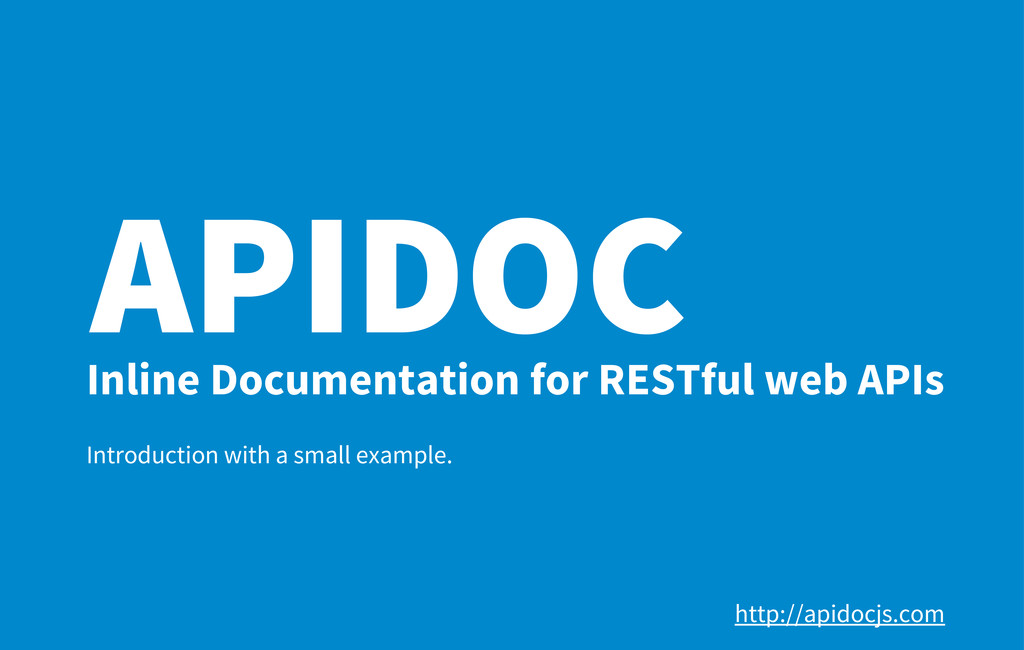 APIDOC
Inline Documentation for RESTful web APIs
Introduction with a small example.
http://apidocjs.com